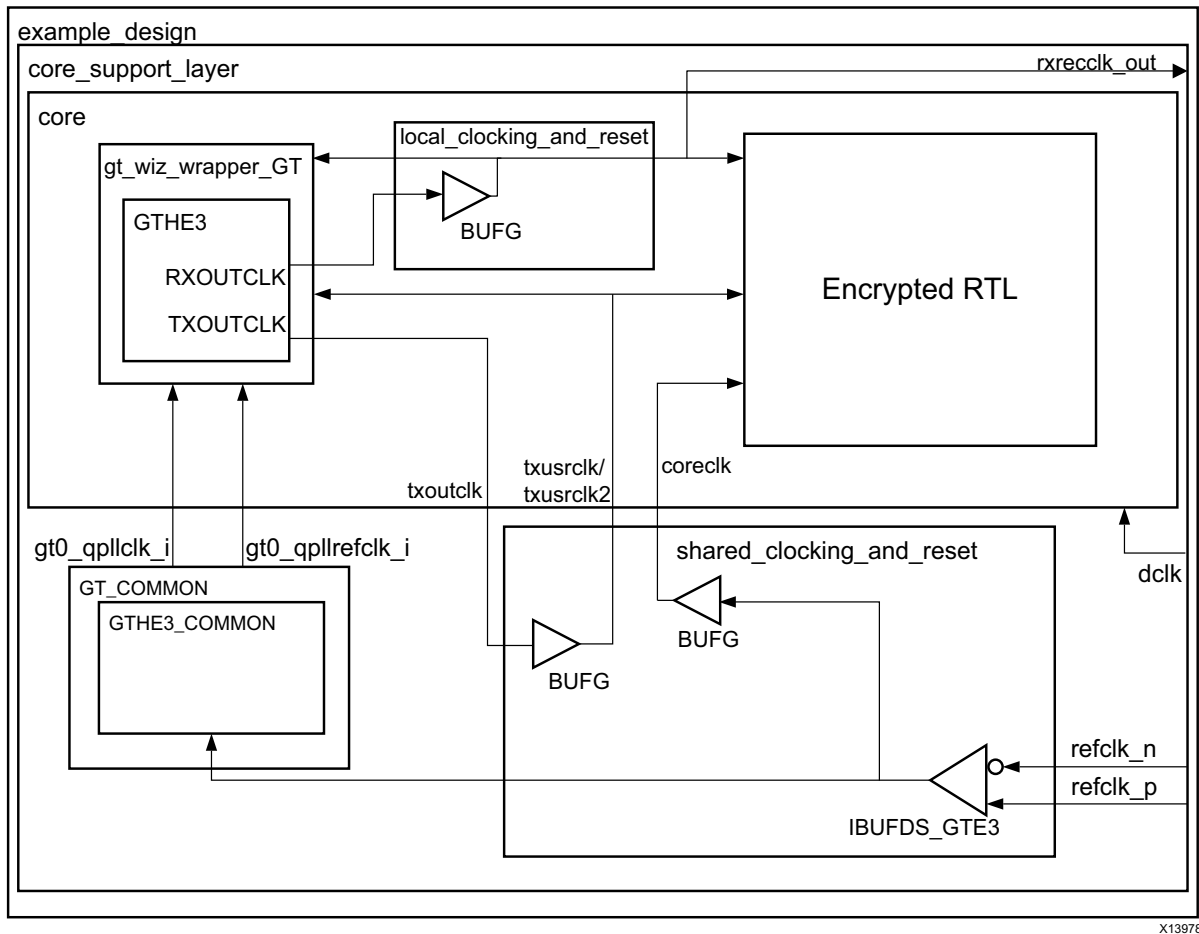 example_design
core_support_layer
rxrecclk_out
core
local_clocking_and_reset
gt_wiz_wrapper_GT
GTHE3
BUFG
RXOUTCLK
TXOUTCLK
Encrypted RTL
txoutclk
txusrclk/
txusrclk2
coreclk
gt0_qpllclk_i
gt0_qpllrefclk_i
shared_clocking_and_reset
dclk
GT_COMMON
GTHE3_COMMON
BUFG
BUFG
refclk_n
refclk_p
IBUFDS_GTE3